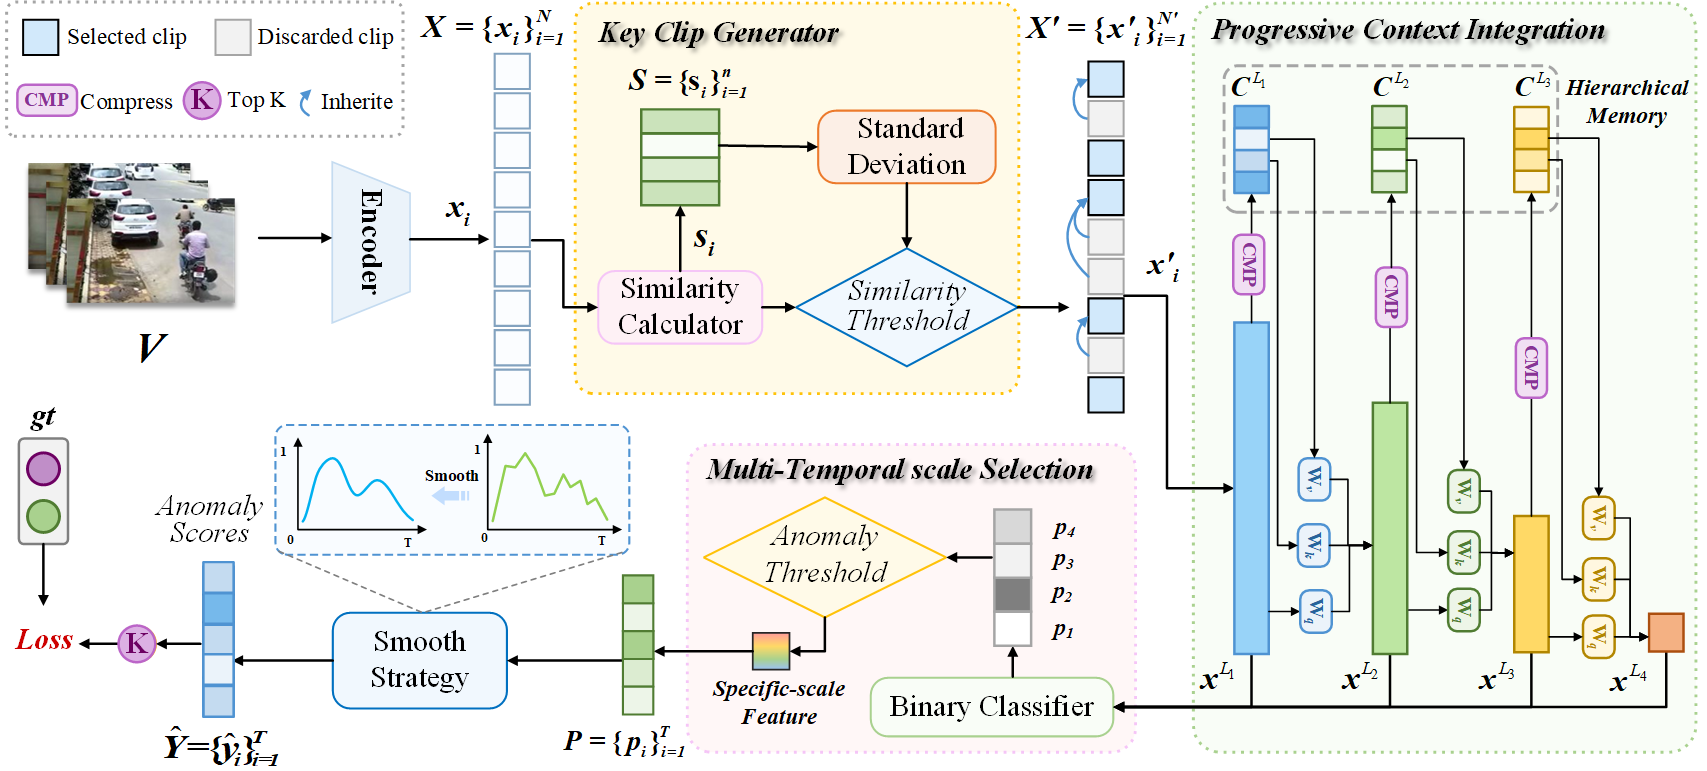 Selected clip
Discarded clip
CMP Compress
K Top K
Inherite
V
Encoder
x_i
X = {x_i}_{i=1}^{N}
Key Clip Generator
S = {s_i}_{i=1}^{n}
Standard
Deviation
s_i
Similarity
Calculator
Similarity
Threshold
X' = {x'_i}_{i=1}^{N'}
x'_i
Progressive Context Integration
C^{L_1}
C^{L_2}
C^{L_3}
Hierarchical
Memory
CMP
CMP
CMP
W_v
W_k
W_q
W_v
W_k
W_q
W_v
W_k
W_q
x^{L_1}
x^{L_2}
x^{L_3}
x^{L_4}
Multi-Temporal scale Selection
Anomaly
Threshold
p_4
p_3
p_2
p_1
Specific-scale
Feature
Binary Classifier
P = {p_i}_{i=1}^{T}
1
0
T
Smooth
1
0
T
Smooth
Strategy
Anomaly
Scores
Ŷ={ŷ_i}_{i=1}^{T}
K
gt
Loss